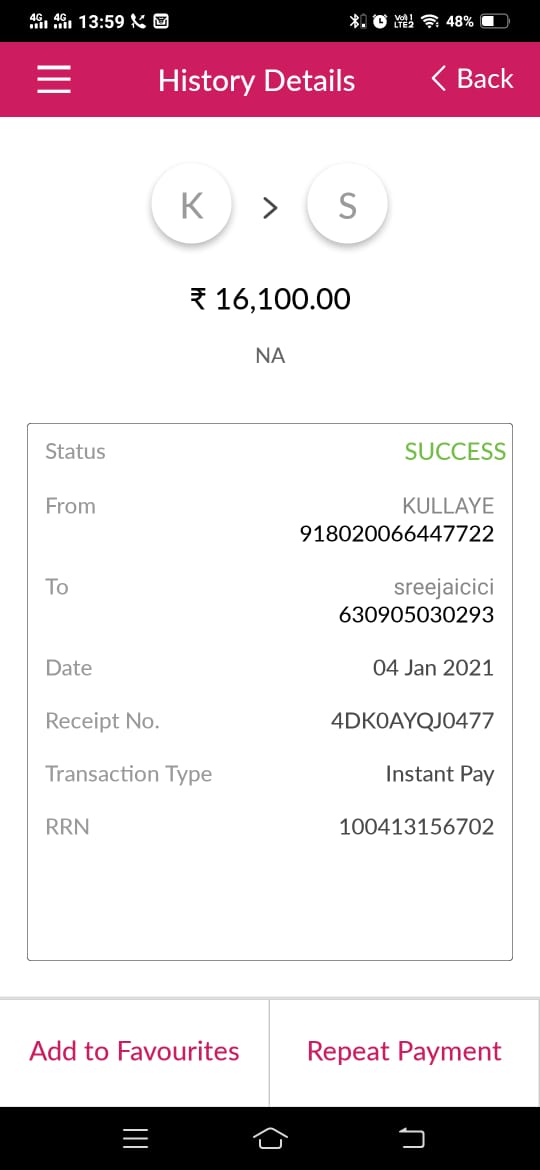 4G 4G 13:59 48%
History Details
Back
K > S
₹ 16,100.00
NA
Status SUCCESS
From KULLAYE
918020066447722
To sreejaicici
630905030293
Date 04 Jan 2021
Receipt No. 4DK0AYQJ0477
Transaction Type Instant Pay
RRN 100413156702
Add to Favourites Repeat Payment